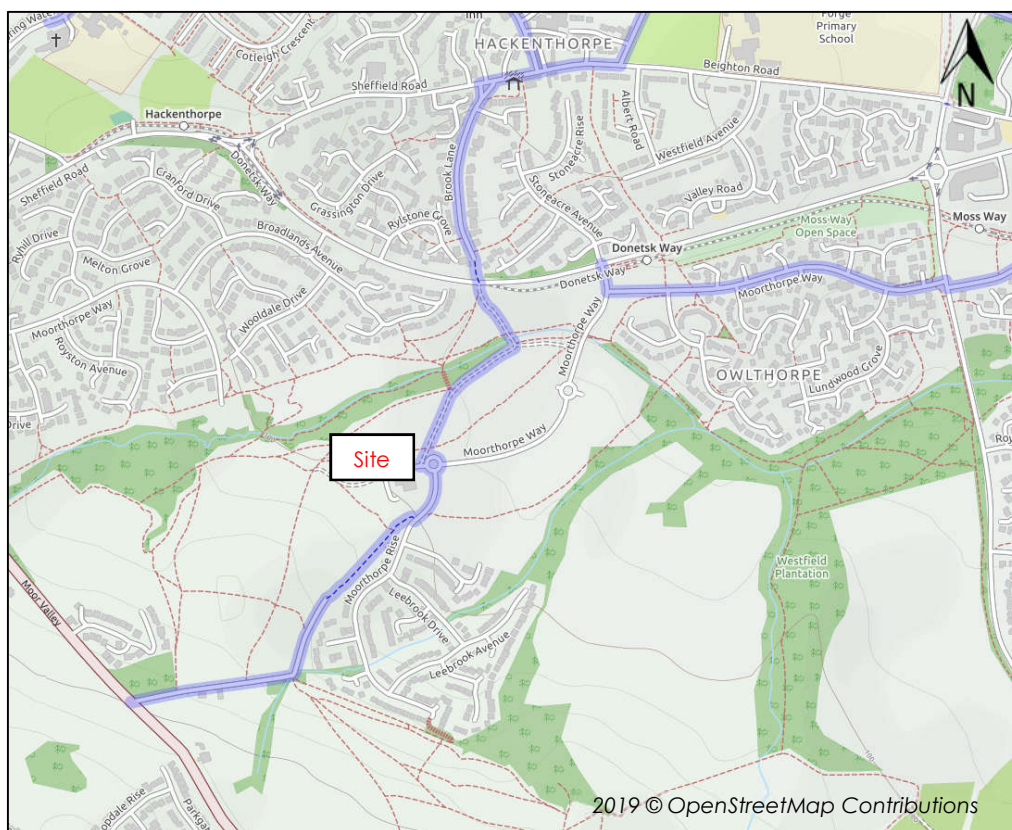 Inn
Forge
Primary
School
Cotleigh Crescent
HACKENTHORPE
N
Sheffield Road
Beighton Road
Hackenthorpe
Albert Road
Westfield Avenue
Stoneacre Rise
Sheffield Road
Cranford Drive
Donetsk Way
Grassington Drive
Brook Lane
Stoneacre Avenue
Valley Road
Rylstone Grove
Moss Way
Open Space
Moss Way
Ryhill Drive
Melton Grove
Broadlands Avenue
Donetsk Way
Donetsk Way
Moorthorpe Way
Moorthorpe Way
Wooldale Drive
Royston Avenue
Moorthorpe Way
OWLTHORPE
Lundwood Grove
Drive
Moorthorpe Way
Site
Moorthorpe Rise
Westfield
Plantation
Moor Valley
Leebrook Drive
Leebrook Avenue
100
2019 © OpenStreetMap Contributions